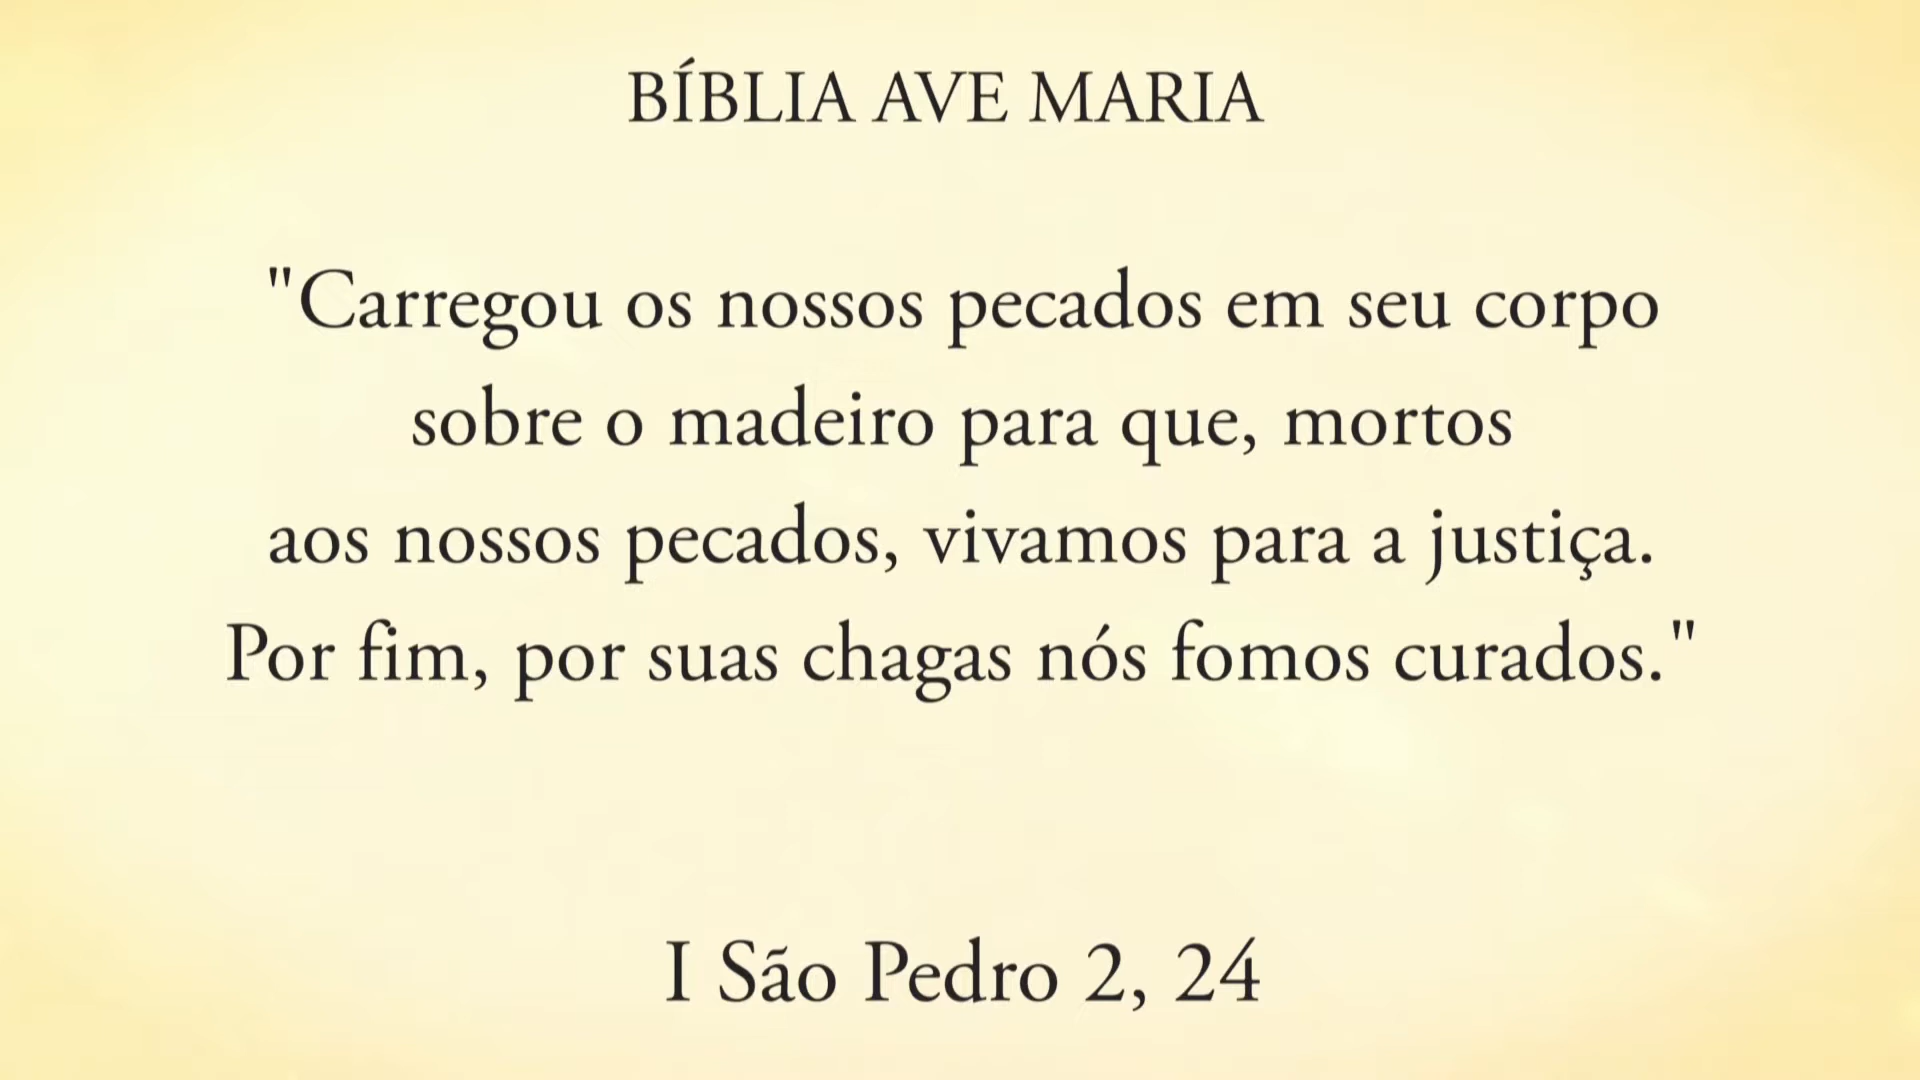 BÍBLIA AVE MARIA
"Carregou os nossos pecados em seu corpo
sobre o madeiro para que, mortos
aos nossos pecados, vivamos para a justiça.
Por fim, por suas chagas nós fomos curados."
I São Pedro 2, 24